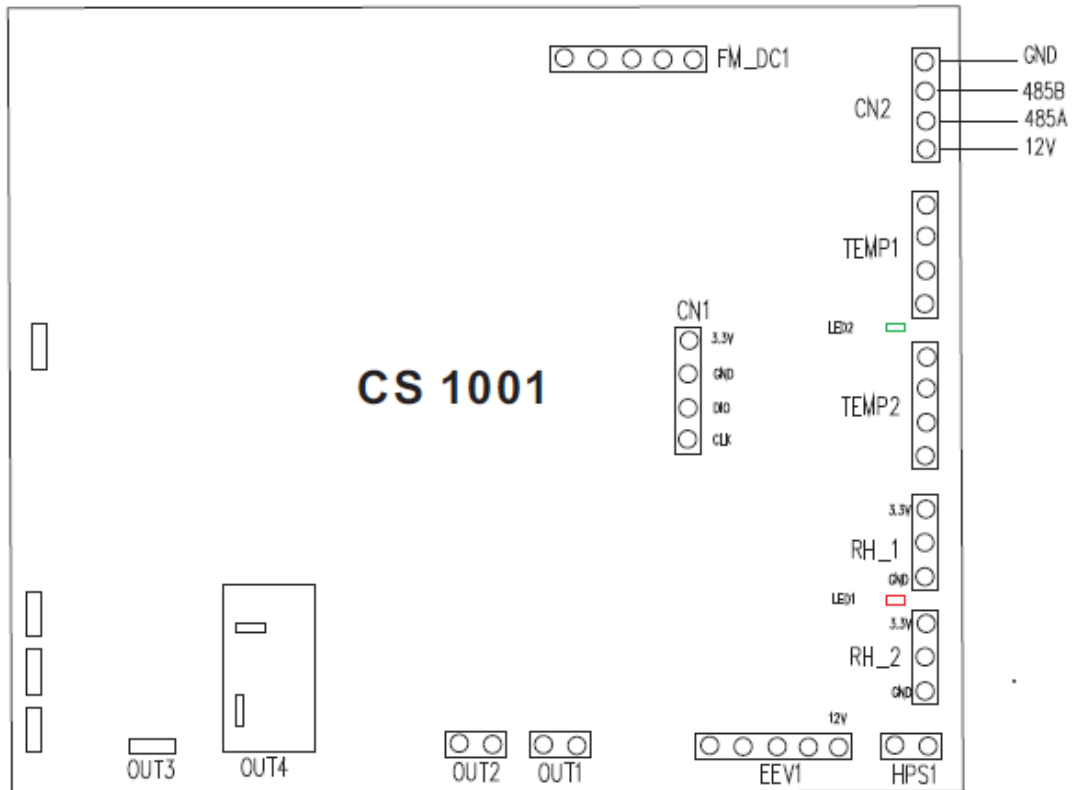 FM_DC1
GND
485B
CN2
485A
12V
TEMP1
CN1
3.3V
LED2
GND
CS 1001
DIO
TEMP2
CLK
3.3V
RH_1
GND
LED1
3.3V
RH_2
GND
12V
OUT3
OUT4
OUT2
OUT1
EEV1
HPS1